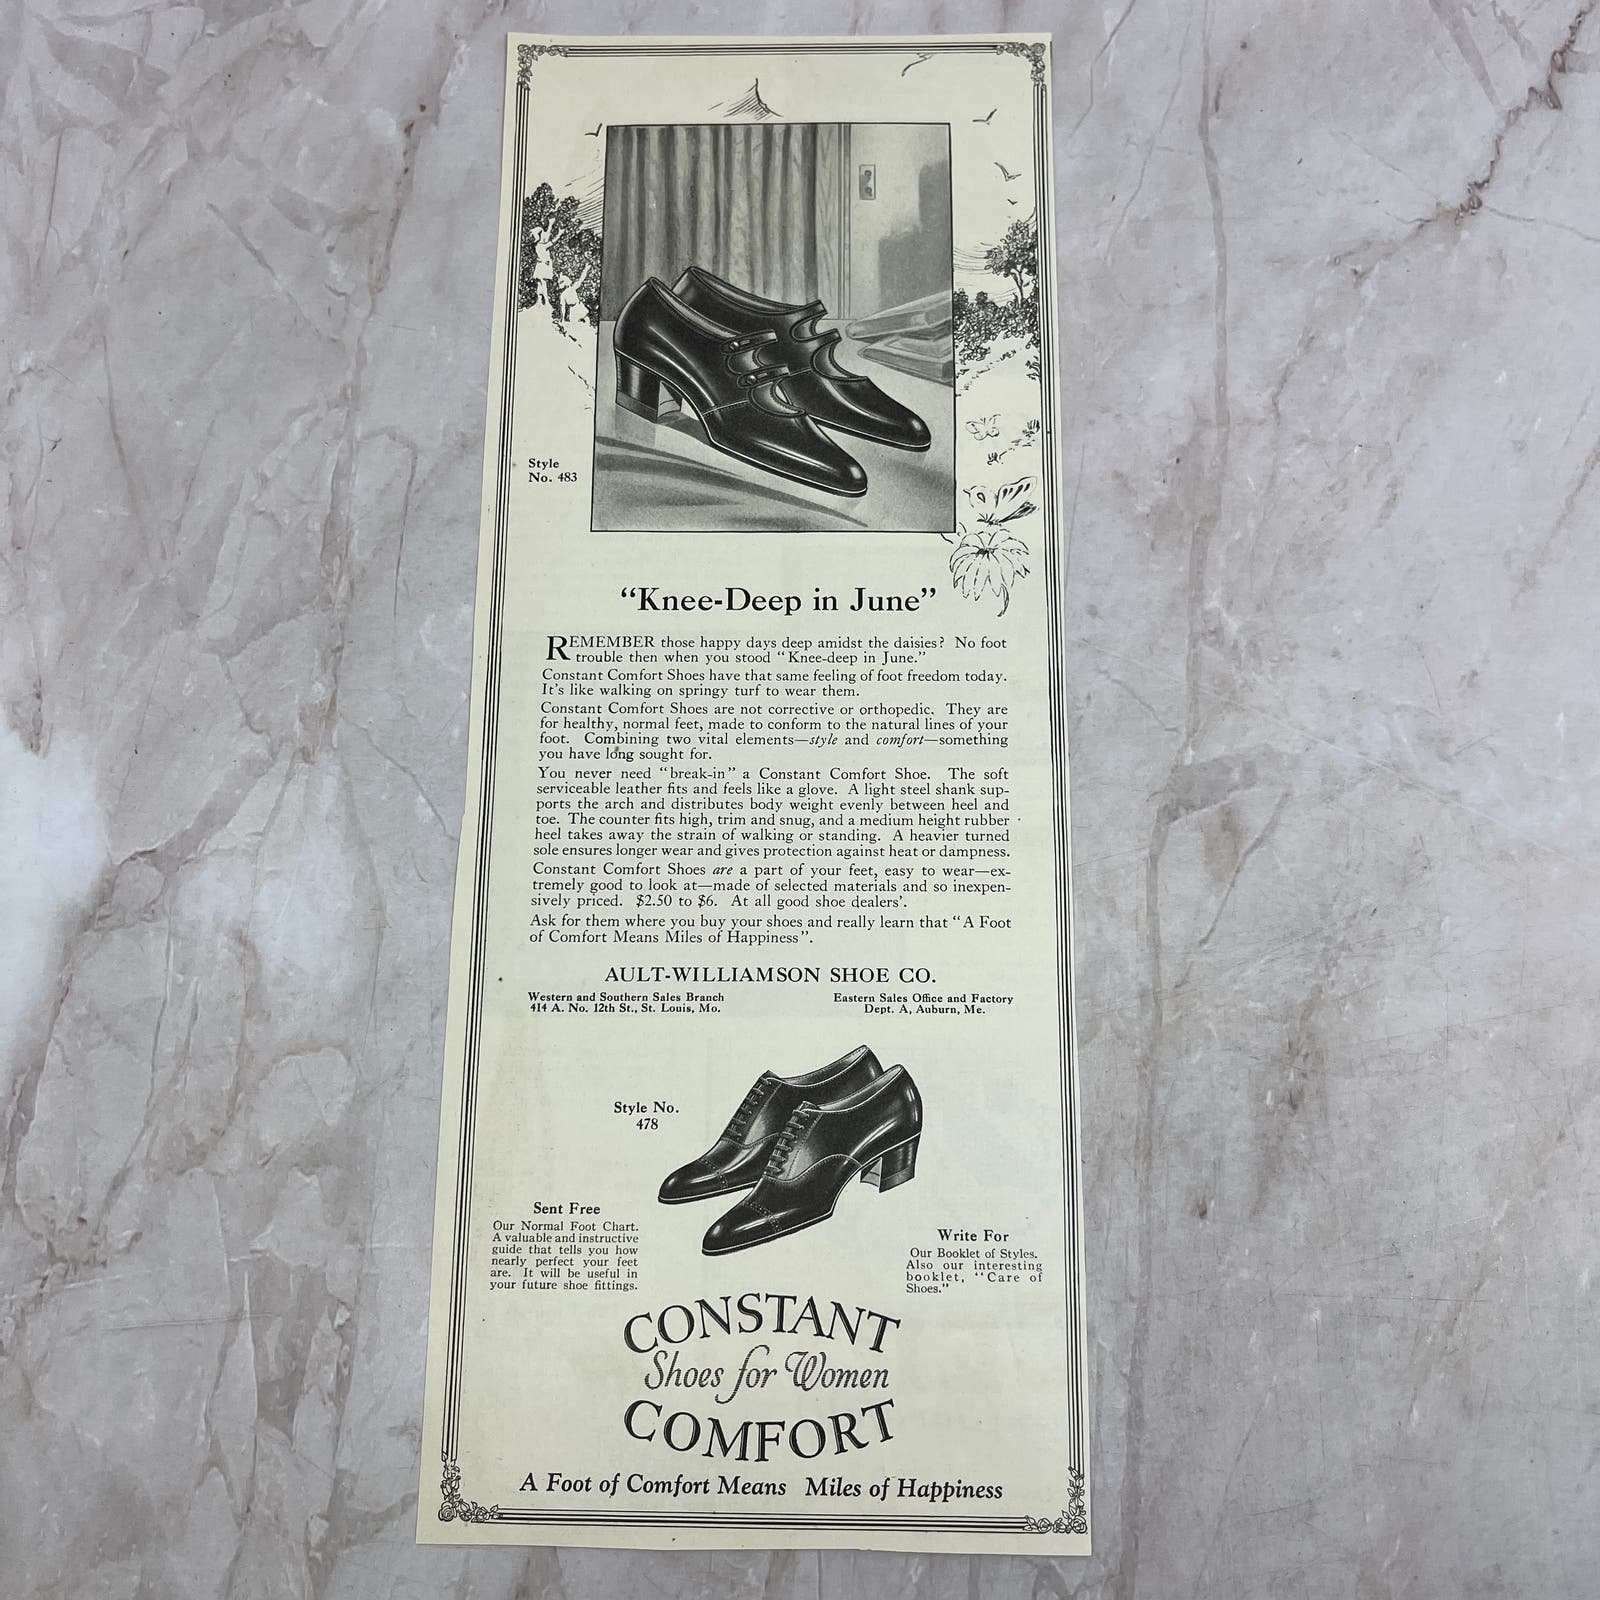 Style
No. 483
"Knee-Deep in June"
REMEMBER those happy days deep amidst the daisies? No foot
trouble then when you stood "Knee-deep in June."
Constant Comfort Shoes have that same feeling of foot freedom today.
It's like walking on springy turf to wear them.
Constant Comfort Shoes are not corrective or orthopedic. They are
for healthy, normal feet, made to conform to the natural lines of your
foot. Combining two vital elements—style and comfort—something
you have long sought for.
You never need "break-in" a Constant Comfort Shoe. The soft
serviceable leather fits and feels like a glove. A light steel shank sup-
ports the arch and distributes body weight evenly between heel and
toe. The counter fits high, trim and snug, and a medium height rubber
heel takes away the strain of walking or standing. A heavier turned
sole ensures longer wear and gives protection against heat or dampness.
Constant Comfort Shoes are a part of your feet, easy to wear—ex-
tremely good to look at—made of selected materials and so inexpen-
sively priced. $2.50 to $6. At all good shoe dealers'.
Ask for them where you buy your shoes and really learn that "A Foot
of Comfort Means Miles of Happiness".
AULT-WILLIAMSON SHOE CO.
Western and Southern Sales Branch
414 A. No. 12th St., St. Louis, Mo.
Eastern Sales Office and Factory
Dept. A, Auburn, Me.
Style No.
478
Sent Free
Our Normal Foot Chart.
A valuable and instructive
guide that tells you how
nearly perfect your feet
are. It will be useful in
your future shoe fittings.
Write For
Our Booklet of Styles.
Also our interesting
booklet, "Care of
Shoes."
CONSTANT
Shoes for Women
COMFORT
A Foot of Comfort Means Miles of Happiness